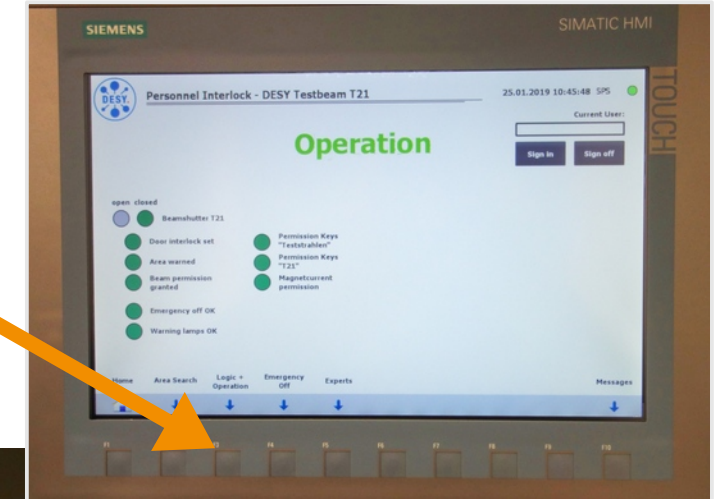 SIEMENS
SIMATIC HMI
TOUCH
DESY.
Personnel Interlock - DESY Testbeam T21
25.01.2019 10:45:48 SPS
Current User:
Operation
Sign in
Sign off
open closed
Beamshutter T21
Door interlock set
Permission Keys
"Teststrahlen"
Area warned
Permission Keys
"T21"
Beam permission
granted
Magnetcurrent
permission
Emergency off OK
Warning lamps OK
Home
Area Search
Logic +
Operation
Emergency
Off
Experts
Messages
F1
F3
F4
F5
F6
F7
F8
F9
F10